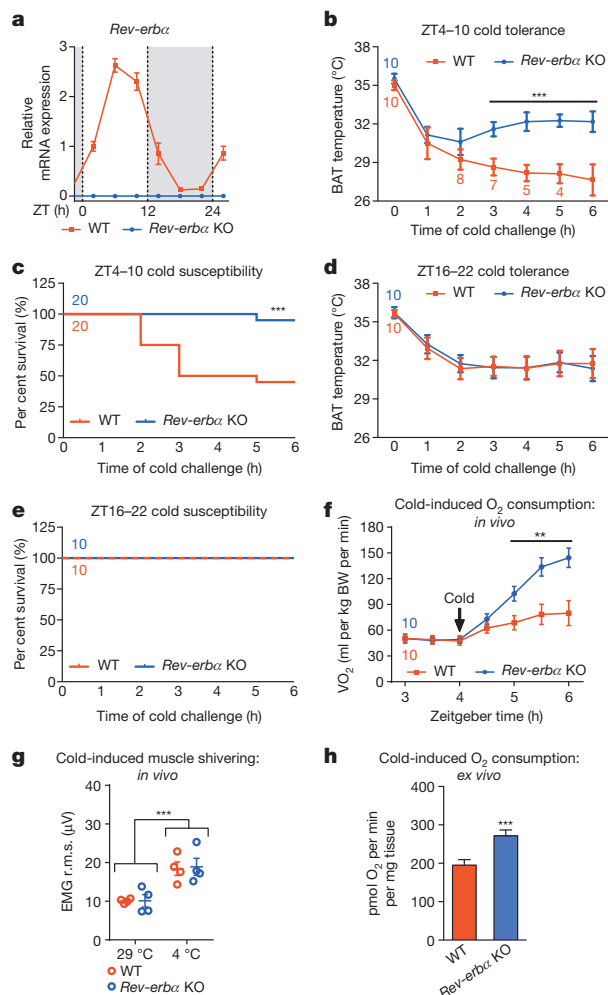 a
Rev-erbα
Relative
mRNA expression
3
2
1
0
ZT (h)
0
12
24
WT
Rev-erbα KO
b
ZT4–10 cold tolerance
WT
Rev-erbα KO
BAT temperature (°C)
35
32
29
26
10
10
***
8
7
5
4
0 1 2 3 4 5 6
Time of cold challenge (h)
c
ZT4–10 cold susceptibility
Per cent survival (%)
125
100
75
50
25
0
20
20
***
WT
Rev-erbα KO
0 1 2 3 4 5 6
Time of cold challenge (h)
d
ZT16–22 cold tolerance
BAT temperature (°C)
38
35
32
29
26
10
10
WT
Rev-erbα KO
0 1 2 3 4 5 6
Time of cold challenge (h)
e
ZT16–22 cold susceptibility
Per cent survival (%)
125
100
75
50
25
0
10
10
WT
Rev-erbα KO
0 1 2 3 4 5 6
Time of cold challenge (h)
f
Cold-induced O₂ consumption:
in vivo
VO₂ (ml per kg BW per min)
180
150
120
90
60
30
0
**
Cold
10
10
WT
Rev-erbα KO
3 4 5 6
Zeitgeber time (h)
g
Cold-induced muscle shivering:
in vivo
EMG r.m.s. (μV)
40
30
20
10
0
***
29 °C
4 °C
WT
Rev-erbα KO
h
Cold-induced O₂ consumption:
ex vivo
pmol O₂ per min
per mg tissue
400
300
200
100
0
***
WT
Rev-erbα KO